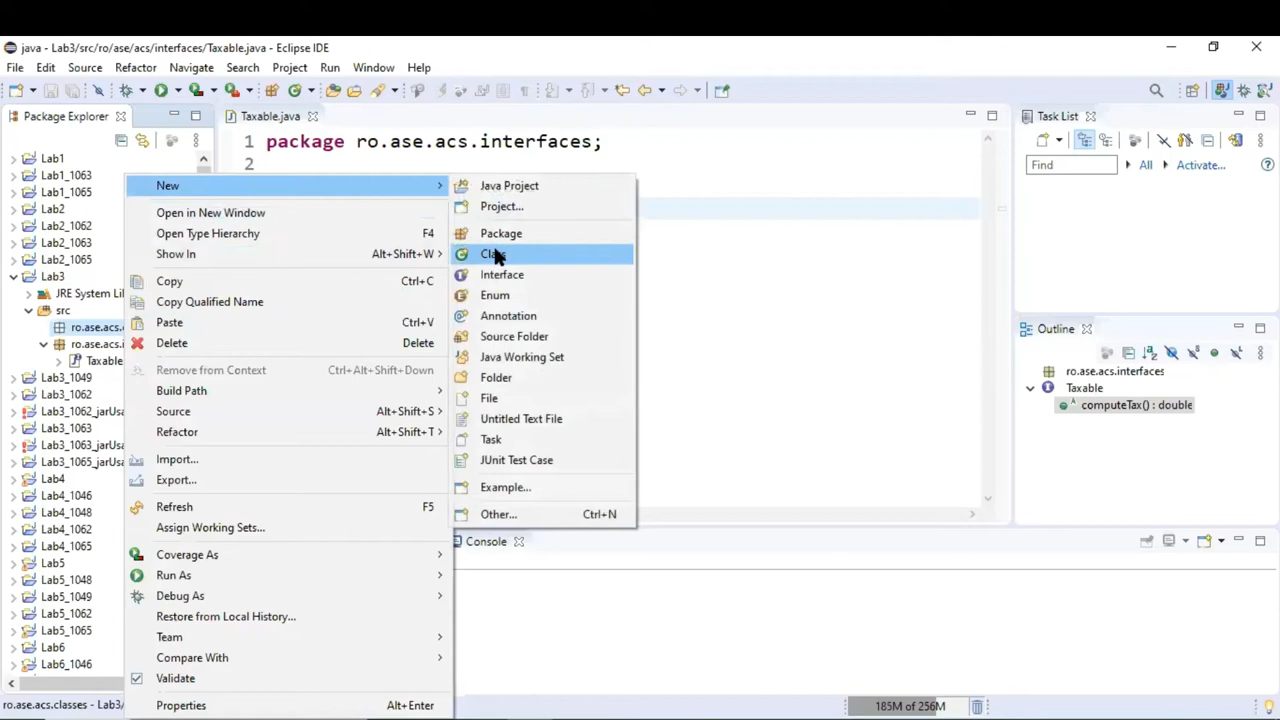 java - Lab3/src/ro/ase/acs/interfaces/Taxable.java - Eclipse IDE
File Edit Source Refactor Navigate Search Project Run Window Help
Package Explorer
Taxable.java
Task List
1 package ro.ase.acs.interfaces;
2
Find All Activate...
Lab1
Lab1_1063
Lab1_1065
Lab2
Lab2_1062
Lab2_1063
Lab2_1065
Lab3
JRE System Li
src
ro.ase.acs.
ro.ase.acs.i
Taxable
Lab3_1049
Lab3_1062
Lab3_1062_jarUsa
Lab3_1063
Lab3_1063_jarUsa
Lab3_1065_jarUsa
Lab4
Lab4_1046
Lab4_1048
Lab4_1062
Lab4_1065
Lab5
Lab5_1048
Lab5_1049
Lab5_1062
Lab5_1065
Lab6
Lab6_1046
New
Open in New Window
Open Type Hierarchy F4
Show In Alt+Shift+W
Copy Ctrl+C
Copy Qualified Name
Paste Ctrl+V
Delete Delete
Remove from Context Ctrl+Alt+Shift+Down
Build Path
Source Alt+Shift+S
Refactor Alt+Shift+T
Import...
Export...
Refresh F5
Assign Working Sets...
Coverage As
Run As
Debug As
Restore from Local History...
Team
Compare With
Validate
Properties Alt+Enter
Java Project
Project...
Package
Interface
Enum
Annotation
Source Folder
Java Working Set
Folder
File
Untitled Text File
Task
JUnit Test Case
Example...
Other... Ctrl+N
Outline
ro.ase.acs.interfaces
Taxable
computeTax() : double
Console
ro.ase.acs.classes - Lab3/
185M of 256M